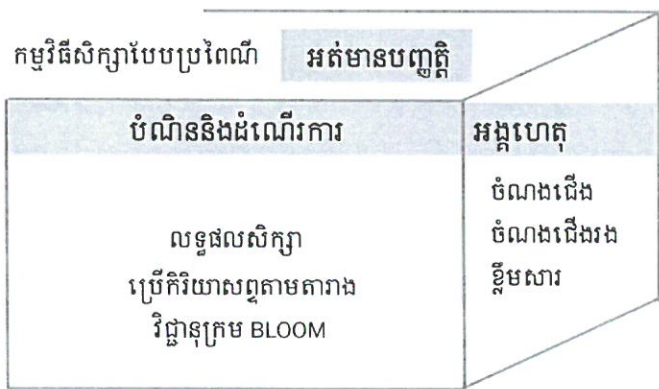 កម្មវិធីសិក្សាបែបប្រពៃណី អត់មានបញ្ញត្តិ
បំណិននិងដំណើរការ អង្គហេតុ
ចំណងជើង
លទ្ធផលសិក្សា ចំណងជើងរង
ប្រើកិរិយាសព្ទតាមតារាង ខ្លឹមសារ
វិជ្ជានុក្រម BLOOM